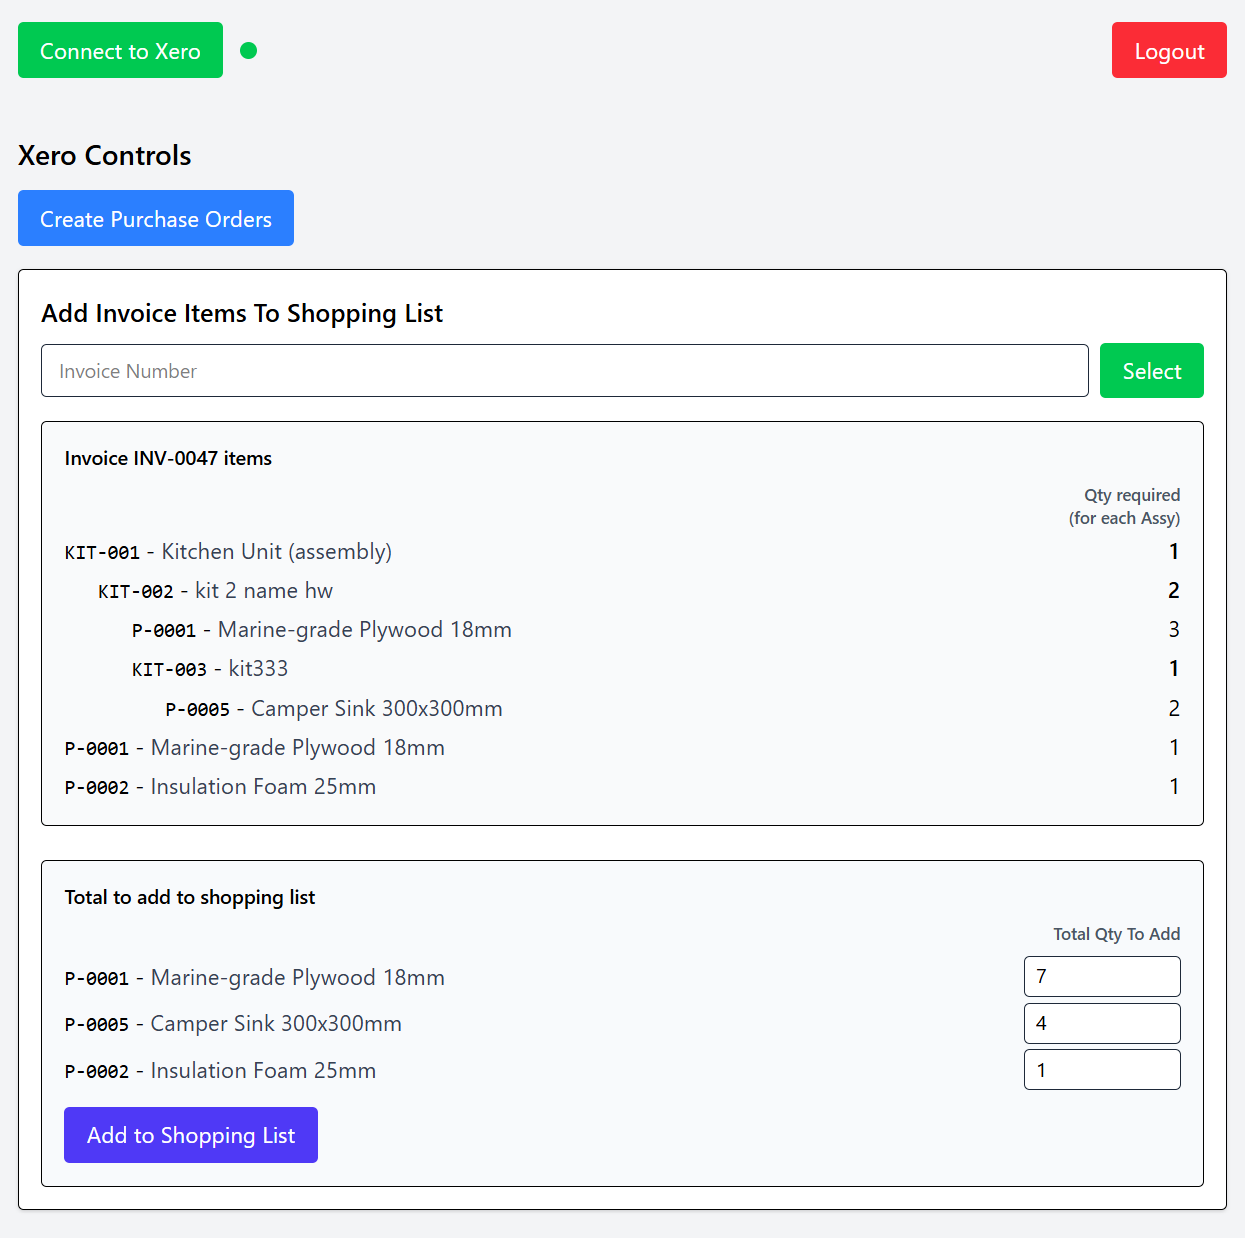 Connect to Xero
Logout
Xero Controls
Create Purchase Orders
Add Invoice Items To Shopping List
Invoice Number
Select
Invoice INV-0047 items
Qty required
(for each Assy)
KIT-001 - Kitchen Unit (assembly) 1
KIT-002 - kit 2 name hw 2
P-0001 - Marine-grade Plywood 18mm 3
KIT-003 - kit333 1
P-0005 - Camper Sink 300x300mm 2
P-0001 - Marine-grade Plywood 18mm 1
P-0002 - Insulation Foam 25mm 1
Total to add to shopping list
Total Qty To Add
P-0001 - Marine-grade Plywood 18mm 7
P-0005 - Camper Sink 300x300mm 4
P-0002 - Insulation Foam 25mm 1
Add to Shopping List